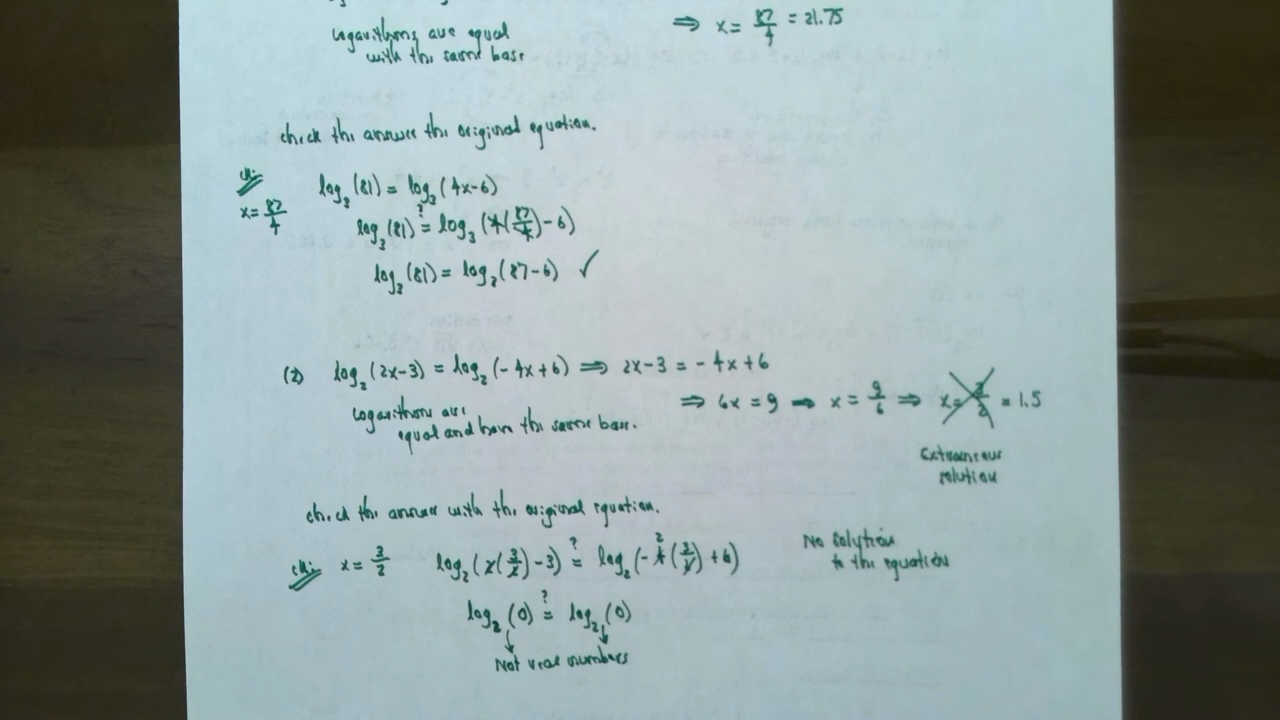 logarithms are equal
with the same base
⇒ x = 87/4 = 21.75
check the answer the original equation.
ck:
x = 87/4
log₃(81) = log₃(4x-6)
log₃(81) ?= log₃(4(87/4)-6)
log₂(81) = log₂(87-6) ✓
(2) log₂(2x-3) = log₂(-4x+6) ⇒ 2x-3 = -4x+6
⇒ 6x = 9 ⇒ x = 9/6 ⇒ x = 3/2 = 1.5
Logarithms are
equal and have the same base.
Extraneous
solution
check the answer with the original equation.
ck: x = 3/2 log₂(2(3/2)-3) ?= log₂(-4(3/2)+6)
2
No solution
to the equation
log₂(0) ?= log₂(0)
Not real numbers